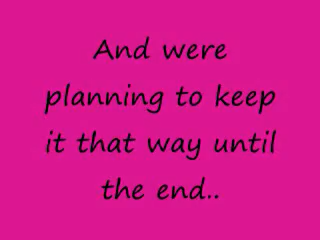 And were
planning to keep
it that way until
the end..